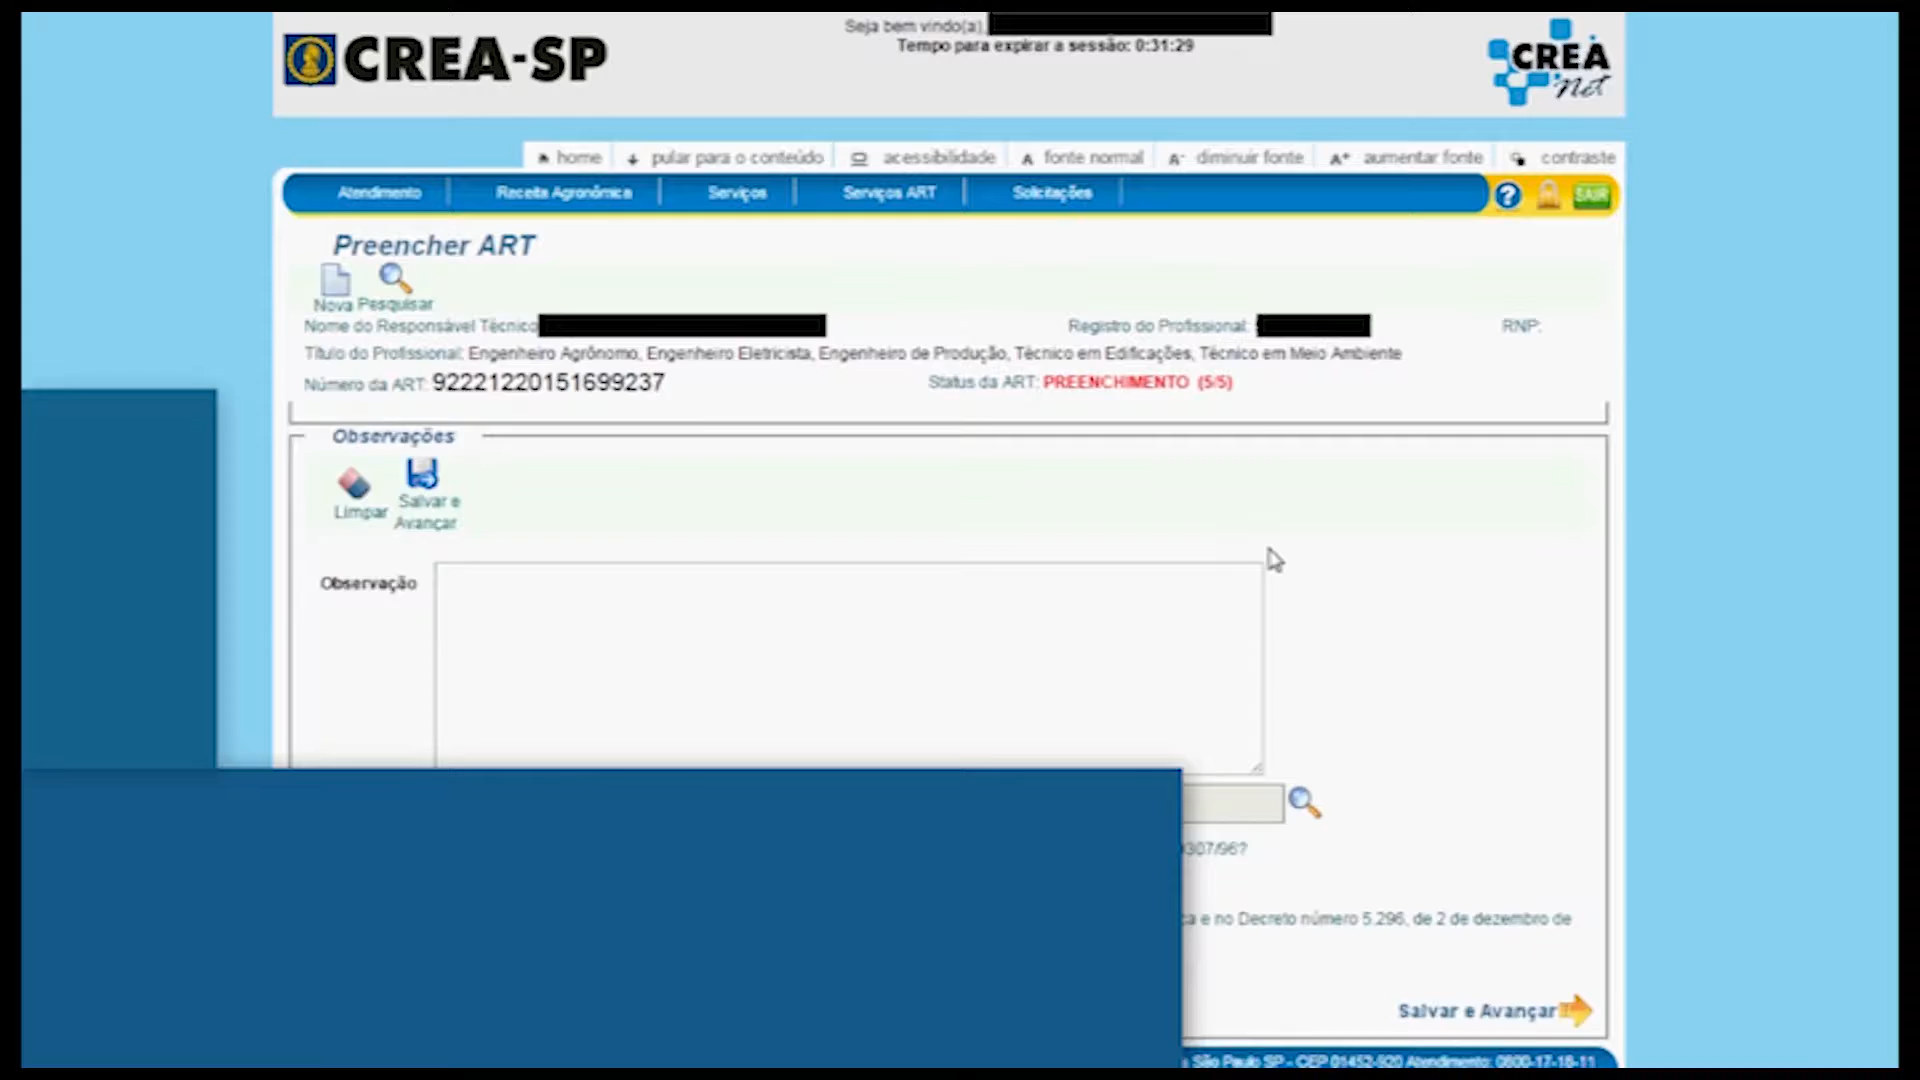 CREA-SP
Seja bem vindo(a):
Tempo para expirar a sessão: 0:31:29
CREA
Net
home
pular para o conteúdo
acessibilidade
A fonte normal
A- diminuir fonte
A+ aumentar fonte
contraste
Atendimento
Receita Agronômica
Serviços
Serviços ART
Solicitações
?
SAIR
Preencher ART
Nova Pesquisar
Nome do Responsável Técnico
Registro do Profissional:
RNP:
Título do Profissional: Engenheiro Agrônomo, Engenheiro Eletricista, Engenheiro de Produção, Técnico em Edificações, Técnico em Meio Ambiente
Número da ART: 92221220151699237
Status da ART: PREENCHIMENTO (5/5)
Observações
Limpar
Salvar e
Avançar
Observação
307/96?
e no Decreto número 5.296, de 2 de dezembro de
Salvar e Avançar
São Paulo SP - CEP 01452-920 Atendimento: 0800-17-18-11